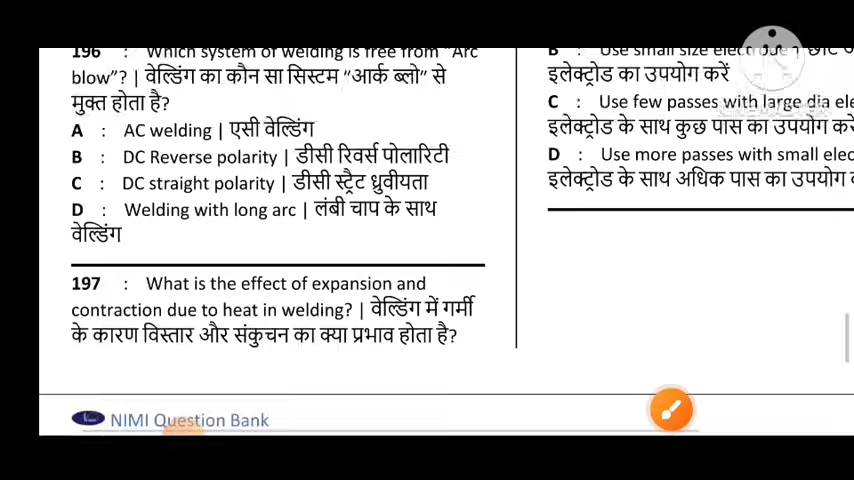 196 : Which system of welding is free from "Arc
blow"? | वेल्डिंग का कौन सा सिस्टम "आर्क ब्लो" से
मुक्त होता है?
A : AC welding | एसी वेल्डिंग
B : DC Reverse polarity | डीसी रिवर्स पोलारिटी
C : DC straight polarity | डीसी स्ट्रैट ध्रुवीयता
D : Welding with long arc | लंबी चाप के साथ
वेल्डिंग
197 : What is the effect of expansion and
contraction due to heat in welding? | वेल्डिंग में गर्मी
के कारण विस्तार और संकुचन का क्या प्रभाव होता है?
B : Use small size
इलेक्ट्रोड का उपयोग करें
C : Use few passes with large dia ele
इलेक्ट्रोड के साथ कुछ पास का उपयोग करे
D : Use more passes with small elec
इलेक्ट्रोड के साथ अधिक पास का उपयोग
NIMI Question Bank